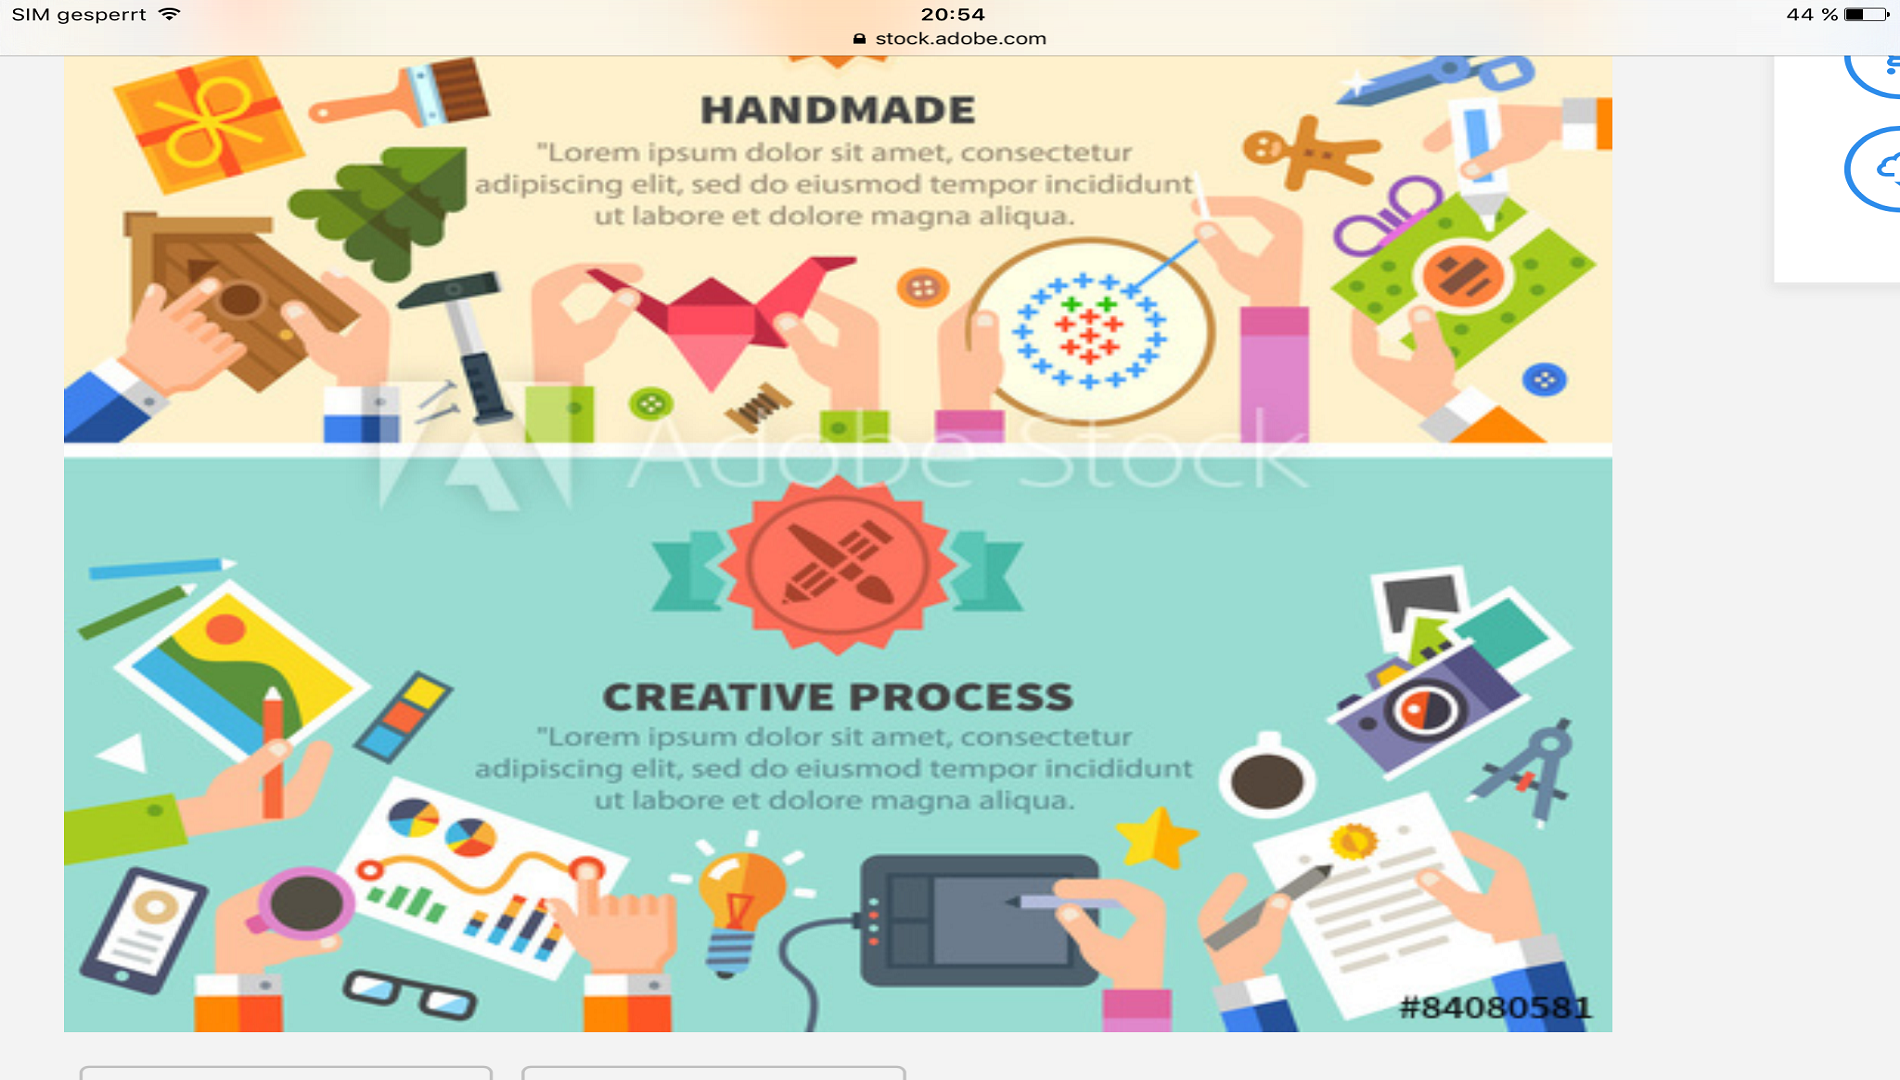 SIM gesperrt
20:54
44 %
stock.adobe.com
HANDMADE
"Lorem ipsum dolor sit amet, consectetur
adipiscing elit, sed do eiusmod tempor incididunt
ut labore et dolore magna aliqua.
Adobe Stock
CREATIVE PROCESS
"Lorem ipsum dolor sit amet, consectetur
adipiscing elit, sed do eiusmod tempor incididunt
ut labore et dolore magna aliqua.
#84080581